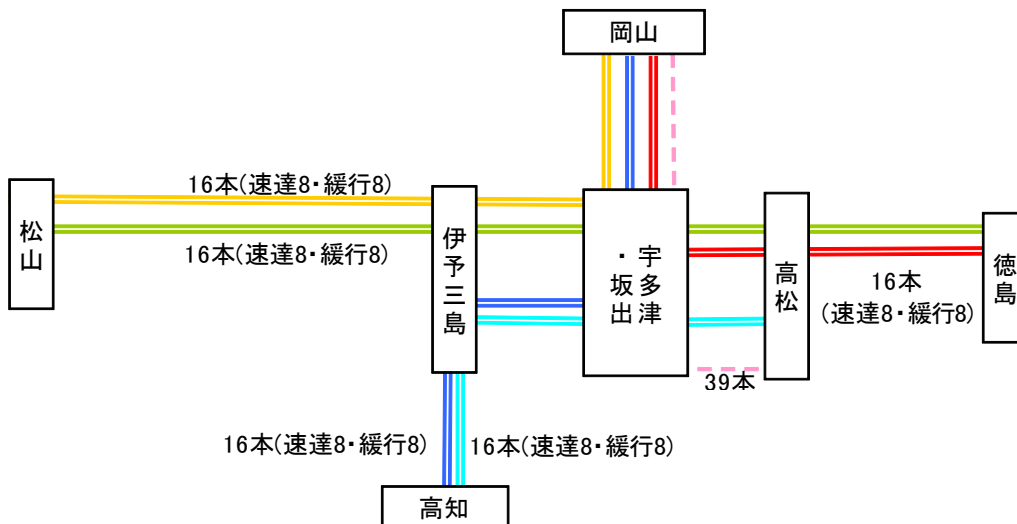 岡山
16本(速達8・緩行8)
松山
16本(速達8・緩行8)
伊予三島
宇多津
・坂出
高松
徳島
16本
(速達8・緩行8)
39本
16本(速達8・緩行8)
16本(速達8・緩行8)
高知